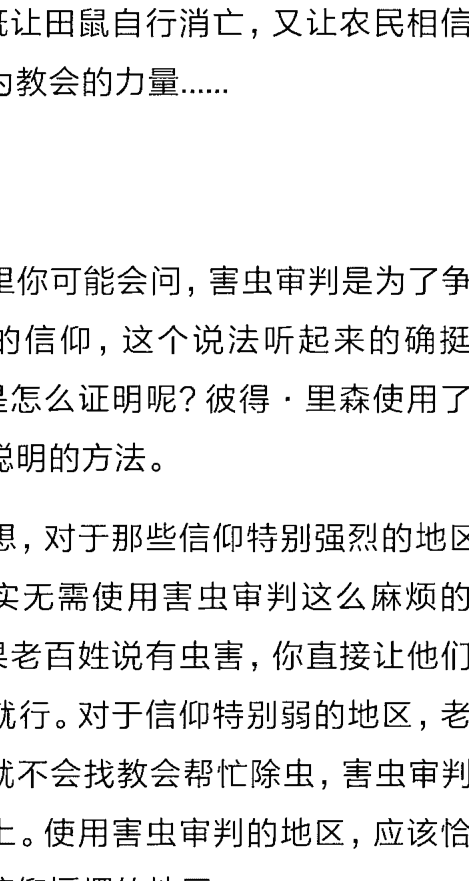 让田鼠自行消亡，又让农民相信
为教会的力量......
里你可能会问，害虫审判是为了争
的信仰，这个说法听起来的确挺
是怎么证明呢？彼得·里森使用了
聪明的方法。
想，对于那些信仰特别强烈的地区
实无需使用害虫审判这么麻烦的
果老百姓说有虫害，你直接让他们
就行。对于信仰特别弱的地区，老
就不会找教会帮忙除虫，害虫审判
上。使用害虫审判的地区，应该恰